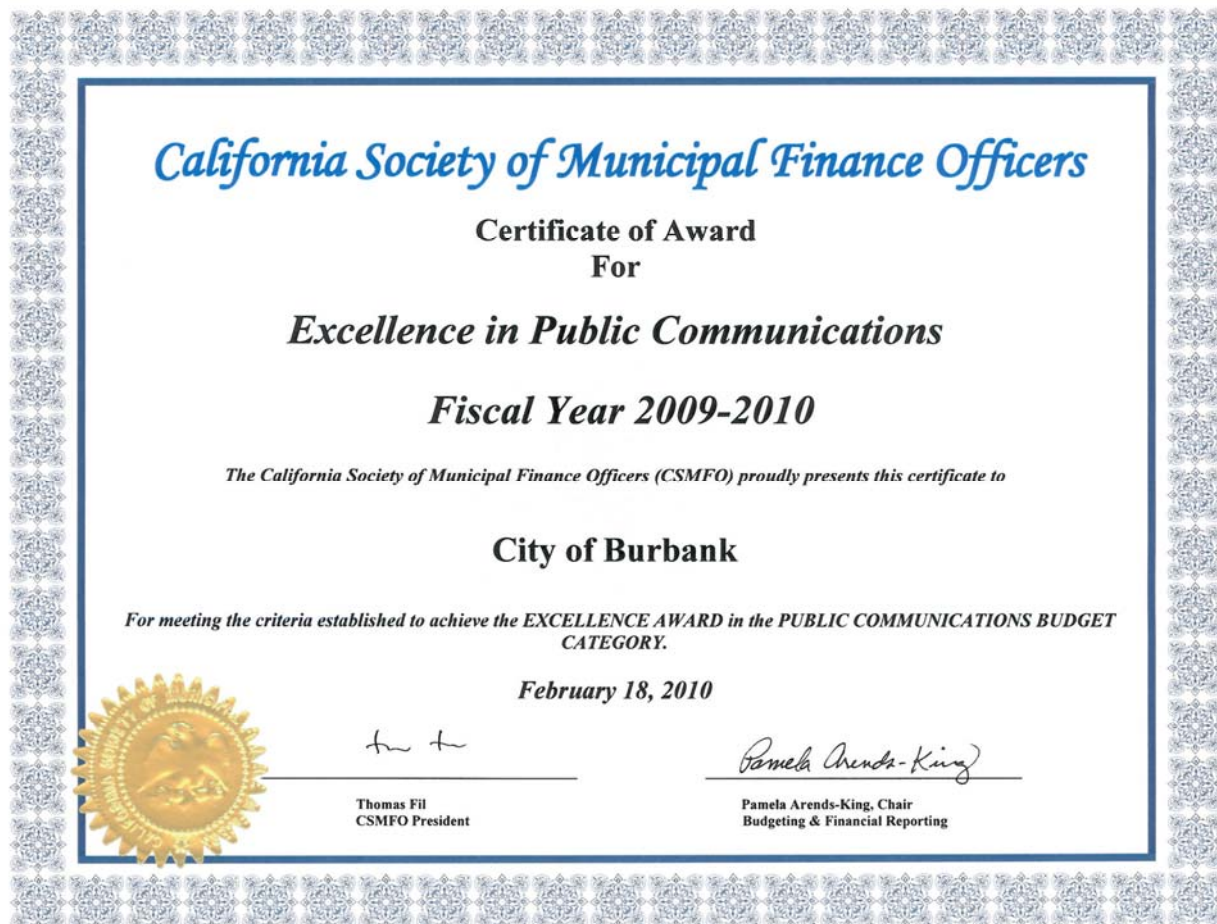 California Society of Municipal Finance Officers
Certificate of Award
For
Excellence in Public Communications
Fiscal Year 2009-2010
The California Society of Municipal Finance Officers (CSMFO) proudly presents this certificate to
City of Burbank
For meeting the criteria established to achieve the EXCELLENCE AWARD in the PUBLIC COMMUNICATIONS BUDGET
CATEGORY.
February 18, 2010
Pamela Arends-King
Thomas Fil
CSMFO President
Pamela Arends-King, Chair
Budgeting & Financial Reporting
CALIFORNIA SOCIETY OF